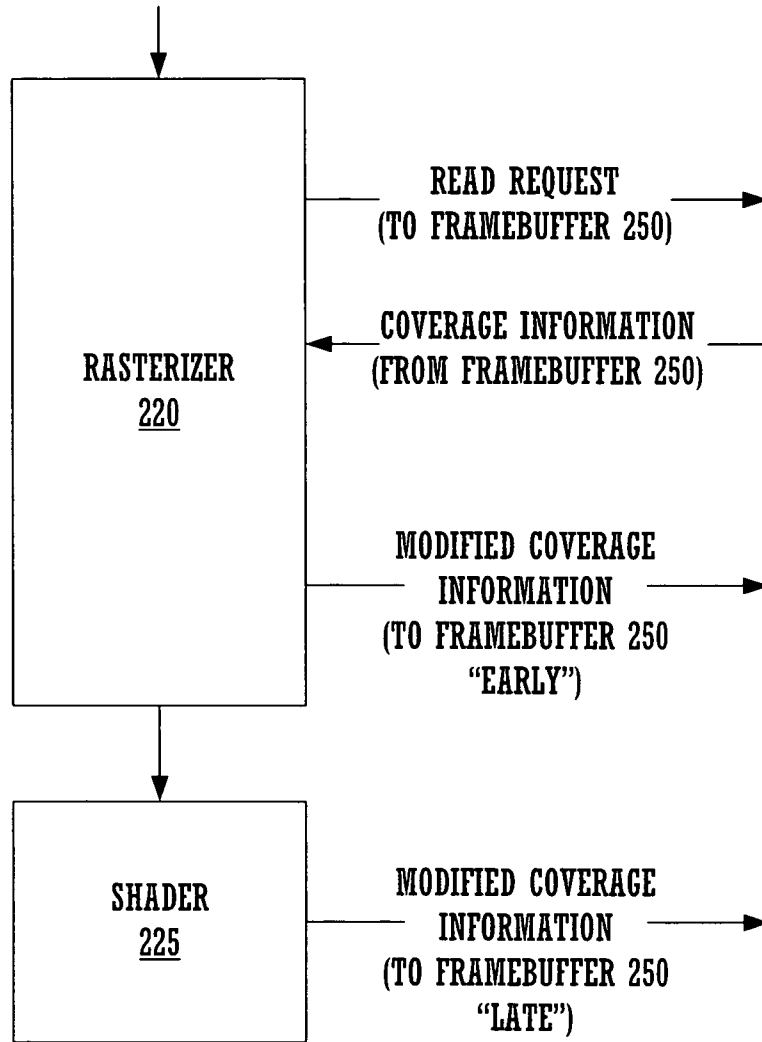 READ REQUEST
(TO FRAMEBUFFER 250)
COVERAGE INFORMATION
(FROM FRAMEBUFFER 250)
RASTERIZER
220
MODIFIED COVERAGE
INFORMATION
(TO FRAMEBUFFER 250
“EARLY”)
SHADER
225
MODIFIED COVERAGE
INFORMATION
(TO FRAMEBUFFER 250
“LATE”)